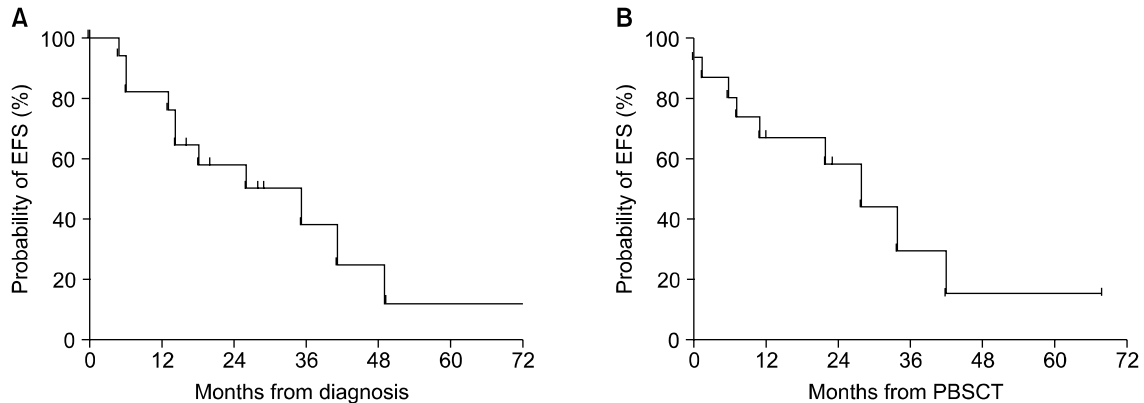 A
Probability of EFS (%)
100
80
60
40
20
0
0 12 24 36 48 60 72
Months from diagnosis
B
Probability of EFS (%)
100
80
60
40
20
0
0 12 24 36 48 60 72
Months from PBSCT